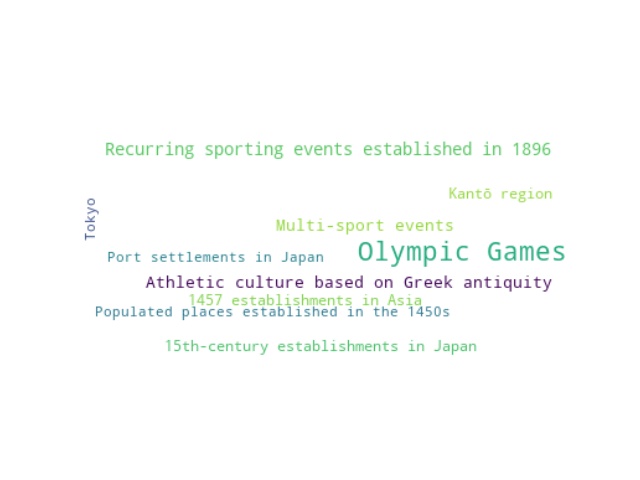 Recurring sporting events established in 1896
Kantō region
Tokyo
Multi-sport events
Olympic Games
Port settlements in Japan
Athletic culture based on Greek antiquity
1457 establishments in Asia
Populated places established in the 1450s
15th-century establishments in Japan